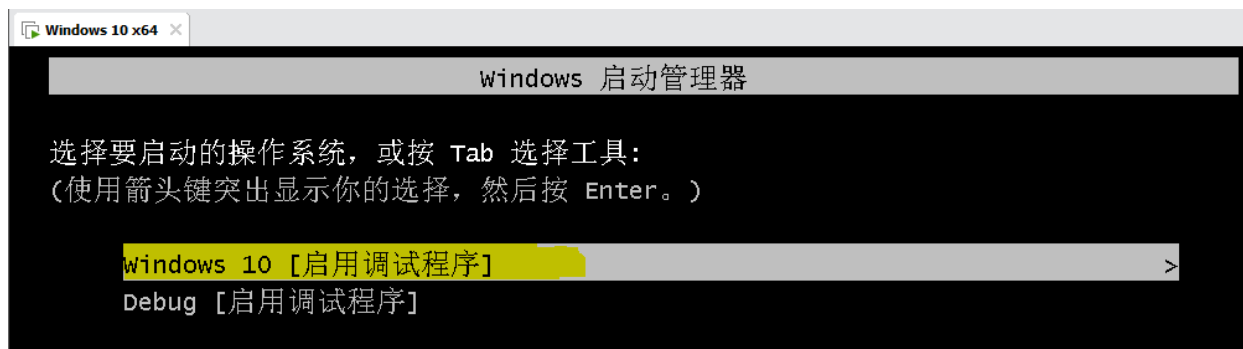 Windows 10 x64
Windows 启动管理器
选择要启动的操作系统，或按 Tab 选择工具:
(使用箭头键突出显示你的选择，然后按 Enter。)
Windows 10 [启用调试程序] >
Debug [启用调试程序]